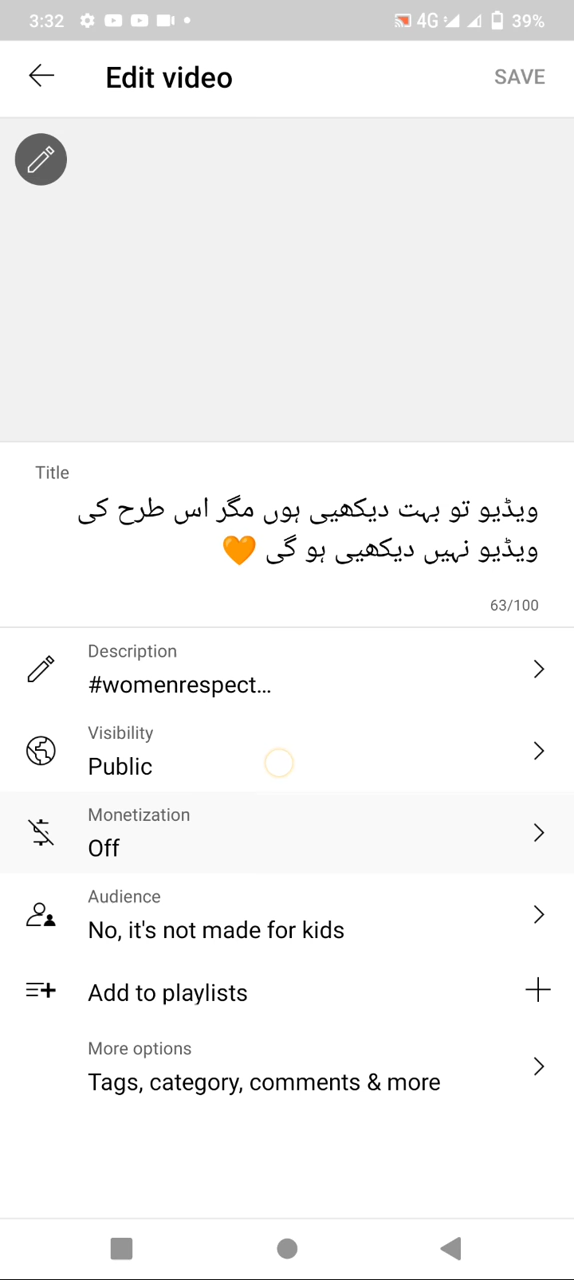 3:32 4G 39%
Edit video SAVE
Title
ویڈیو تو بہت دیکھیی ہوں مگر اس طرح کی
ویڈیو نہیں دیکھیی ہو گی 🧡
63/100
Description
#womenrespect...
Visibility
Public
Monetization
Off
Audience
No, it's not made for kids
Add to playlists
More options
Tags, category, comments & more